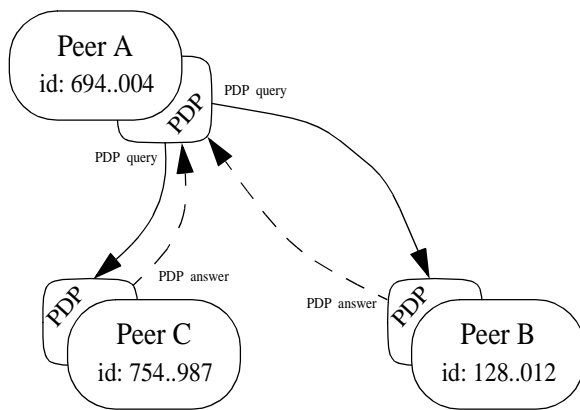 Peer A
id: 694..004
PDP
PDP query
PDP query
PDP answer
PDP answer
PDP
Peer C
id: 754..987
PDP
Peer B
id: 128..012